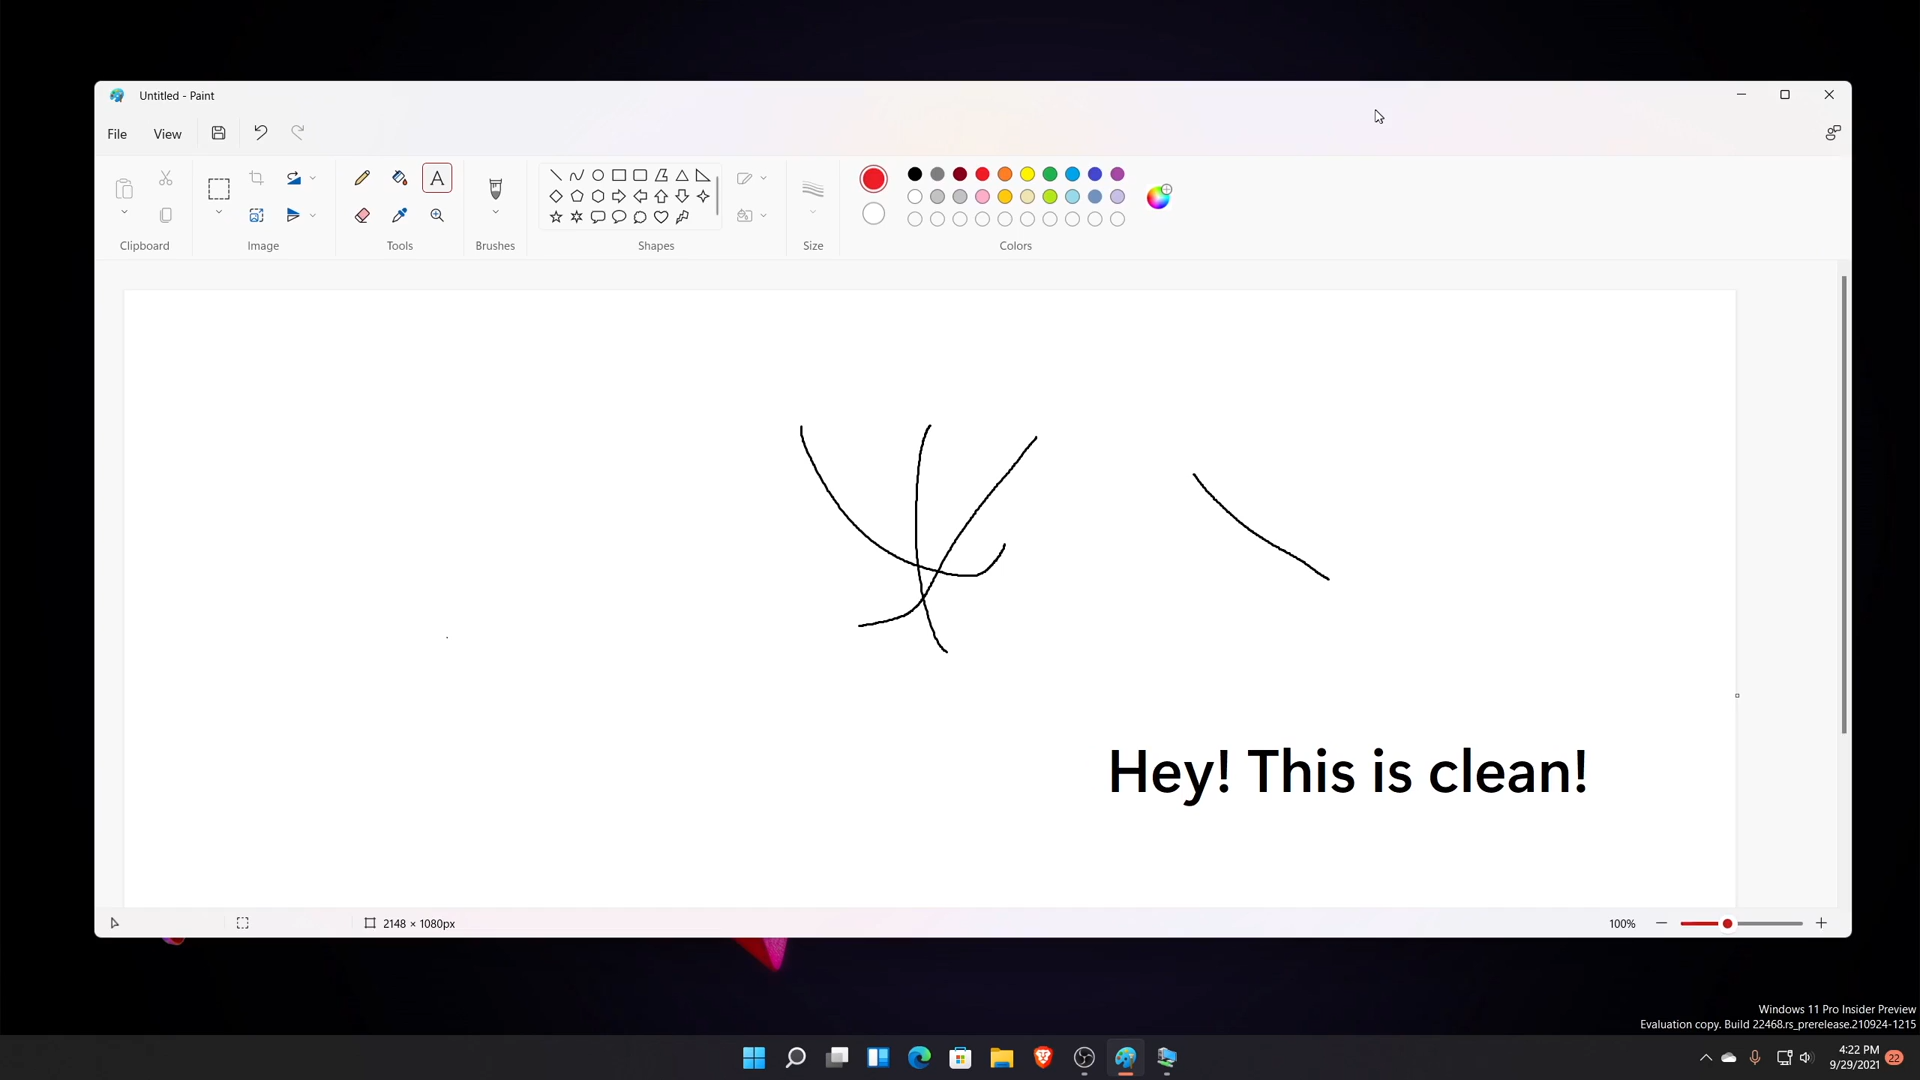 Untitled - Paint
File View
Clipboard Image Tools Brushes Shapes Size Colors
Hey! This is clean!
2148 × 1080px
100%
Windows 11 Pro Insider Preview
Evaluation copy. Build 22468.rs_prerelease.210924-1215
4:22 PM
9/29/2021
22